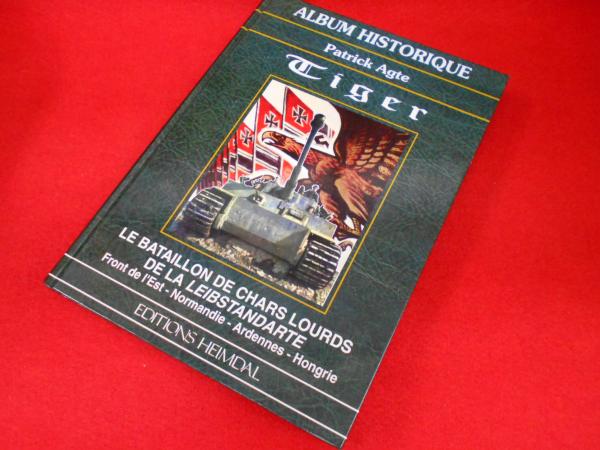 ALBUM HISTORIQUE
Patrick Agte
Tiger
LE BATAILLON DE CHARS LOURDS
DE LA LEIBSTANDARTE
Front de l'Est - Normandie - Ardennes - Hongrie
EDITIONS HEIMDAL